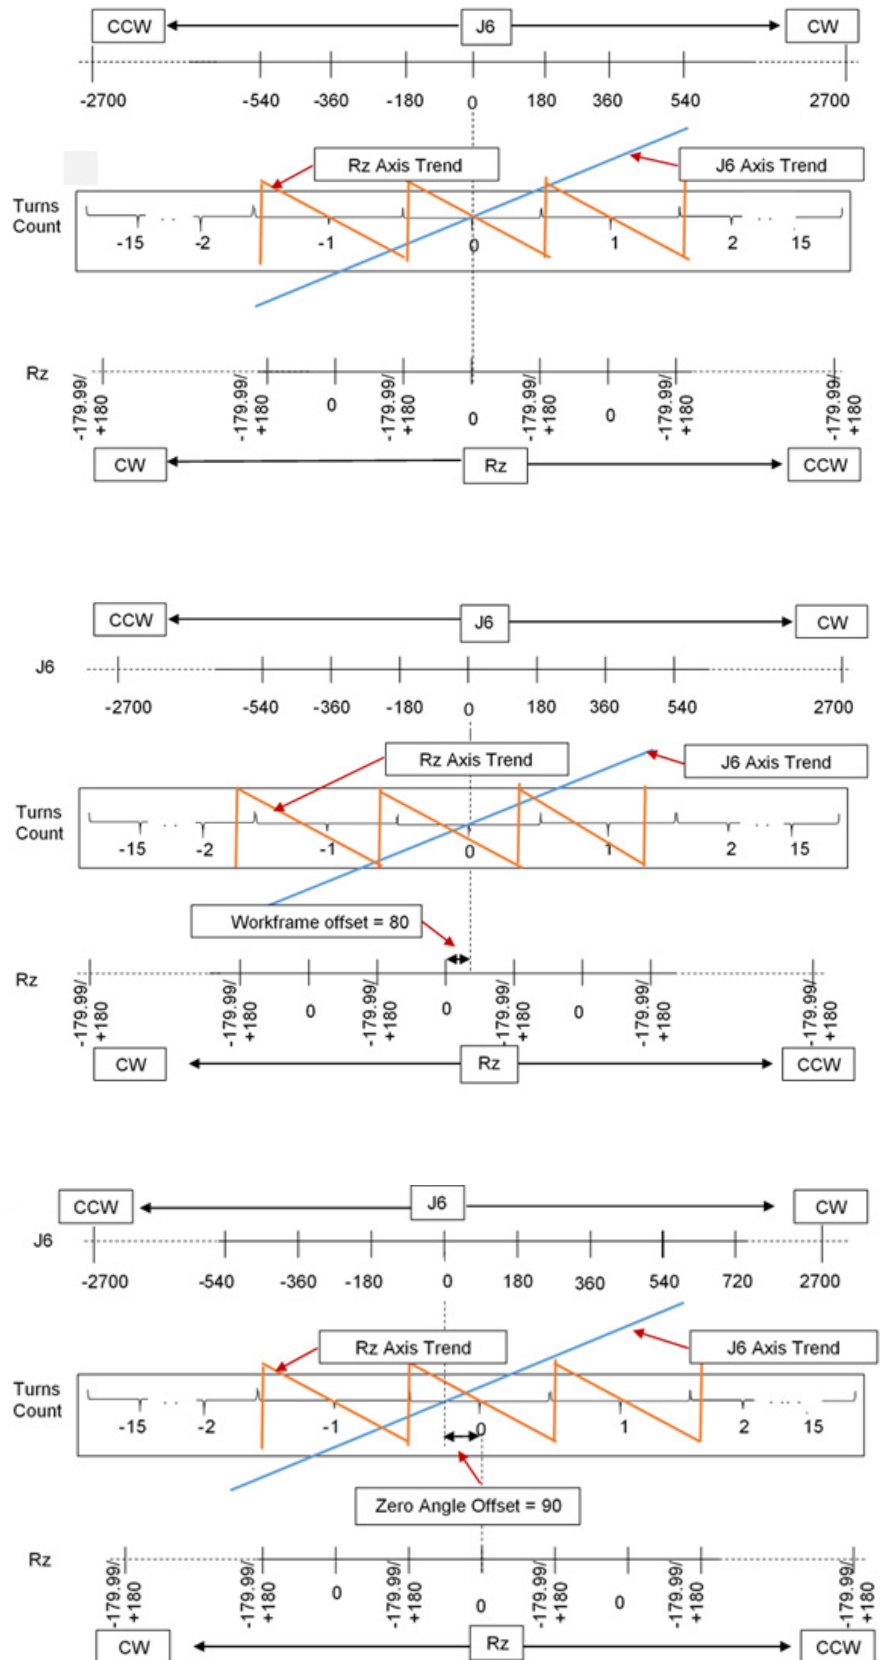 CCW J6 CW
-2700 -540 -360 -180 0 180 360 540 2700
Rz Axis Trend J6 Axis Trend
Turns
Count
-15 .. -2 -1 0 1 2 .. 15
Rz
-179.99/
+180
-179.99/
+180
0
-179.99/
+180
0
-179.99/
+180
0
-179.99/
+180
-179.99/
+180
CW Rz CCW
CCW J6 CW
J6
-2700 -540 -360 -180 0 180 360 540 2700
Rz Axis Trend J6 Axis Trend
Turns
Count
-15 .. -2 -1 0 1 2 .. 15
Workframe offset = 80
Rz
-179.99/
+180
-179.99/
+180
0
-179.99/
+180
0
-179.99/
+180
0
-179.99/
+180
-179.99/
+180
CW Rz CCW
CCW J6 CW
J6
-2700 -540 -360 -180 0 180 360 540 720 2700
Rz Axis Trend J6 Axis Trend
Turns
Count
-15 .. -2 -1 0 1 2 .... 15
Zero Angle Offset = 90
Rz
-179.99/
+180
-179.99/
+180
0
-179.99/
+180
0
-179.99/
+180
0
-179.99/
+180
-179.99/
+180
CW Rz CCW